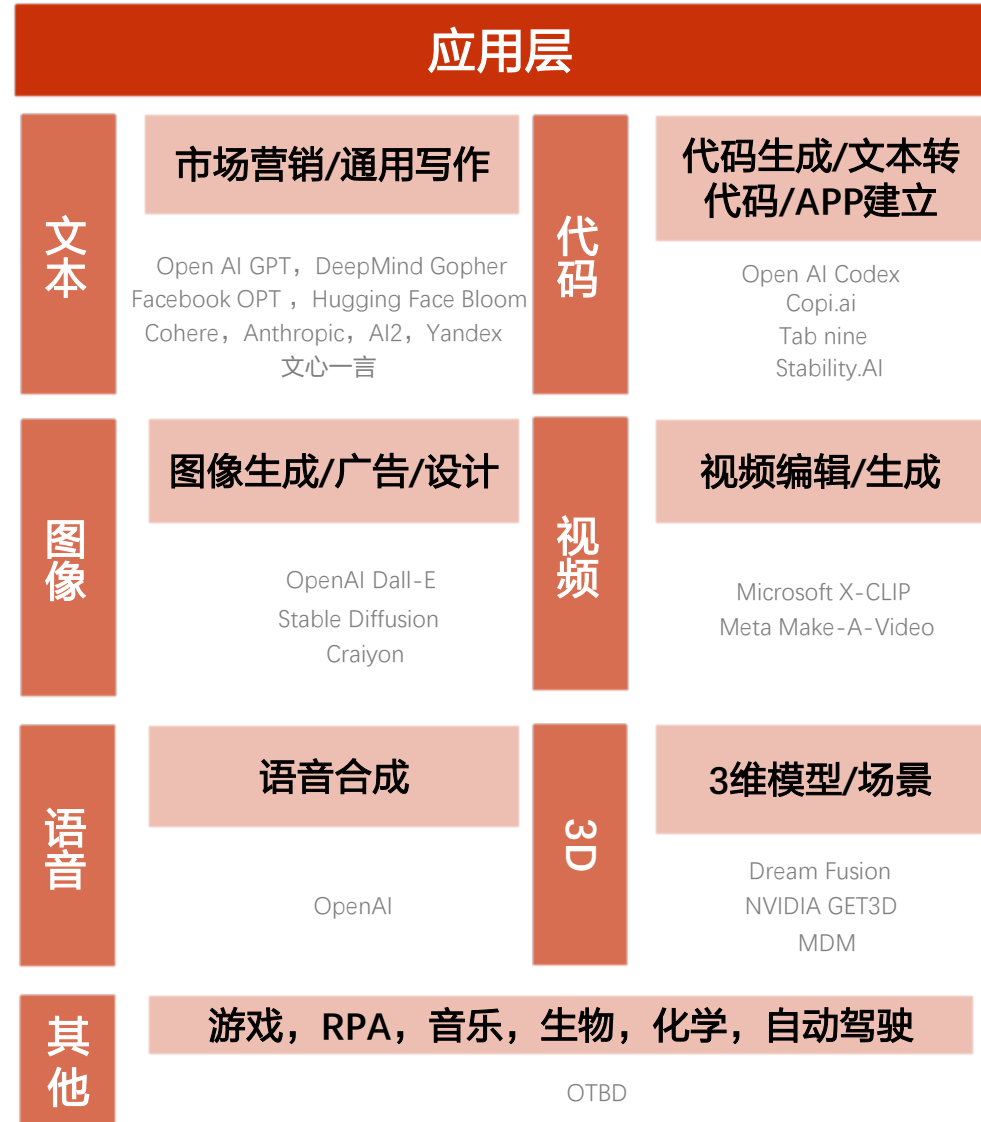 应用层
文本
市场营销/通用写作
Open AI GPT，DeepMind Gopher
Facebook OPT ，Hugging Face Bloom
Cohere，Anthropic，AI2，Yandex
文心一言
代码
代码生成/文本转
代码/APP建立
Open AI Codex
Copi.ai
Tab nine
Stability.AI
图像
图像生成/广告/设计
OpenAI Dall-E
Stable Diffusion
Craiyon
视频
视频编辑/生成
Microsoft X-CLIP
Meta Make-A-Video
语音
语音合成
OpenAI
3D
3维模型/场景
Dream Fusion
NVIDIA GET3D
MDM
其他
游戏，RPA，音乐，生物，化学，自动驾驶
OTBD